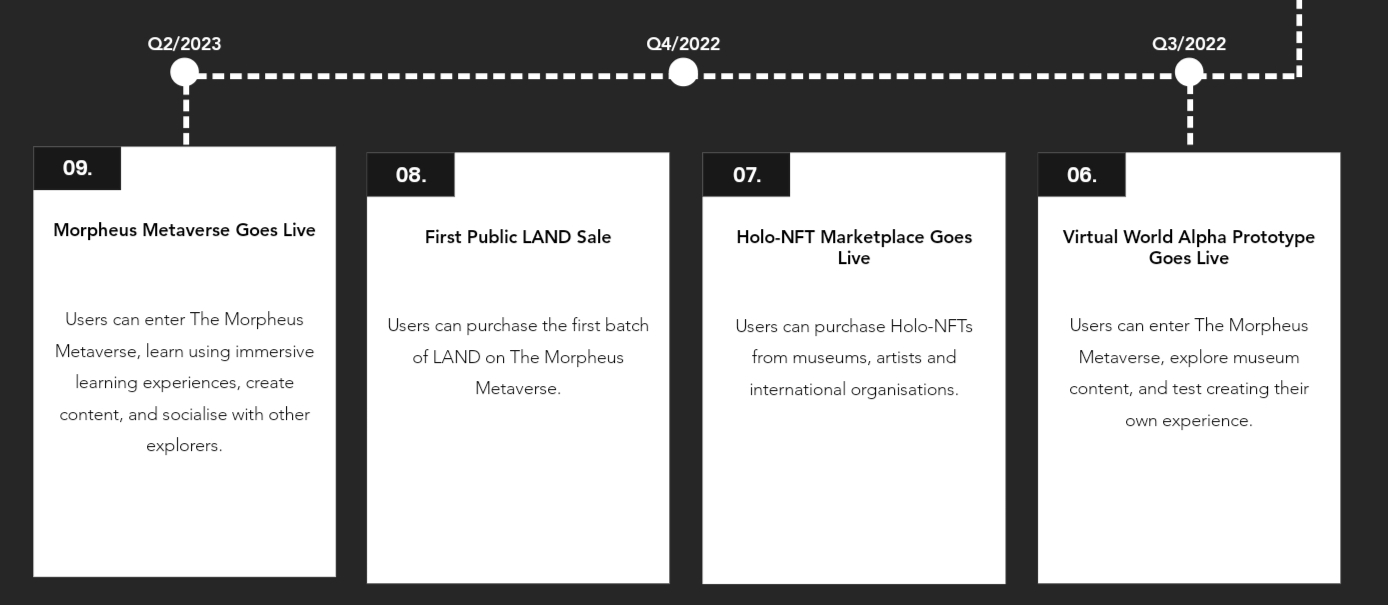 Q2/2023
Q4/2022
Q3/2022
09.
Morpheus Metaverse Goes Live
Users can enter The Morpheus
Metaverse, learn using immersive
learning experiences, create
content, and socialise with other
explorers.
08.
First Public LAND Sale
Users can purchase the first batch
of LAND on The Morpheus
Metaverse.
07.
Holo-NFT Marketplace Goes
Live
Users can purchase Holo-NFTs
from museums, artists and
international organisations.
06.
Virtual World Alpha Prototype
Goes Live
Users can enter The Morpheus
Metaverse, explore museum
content, and test creating their
own experience.